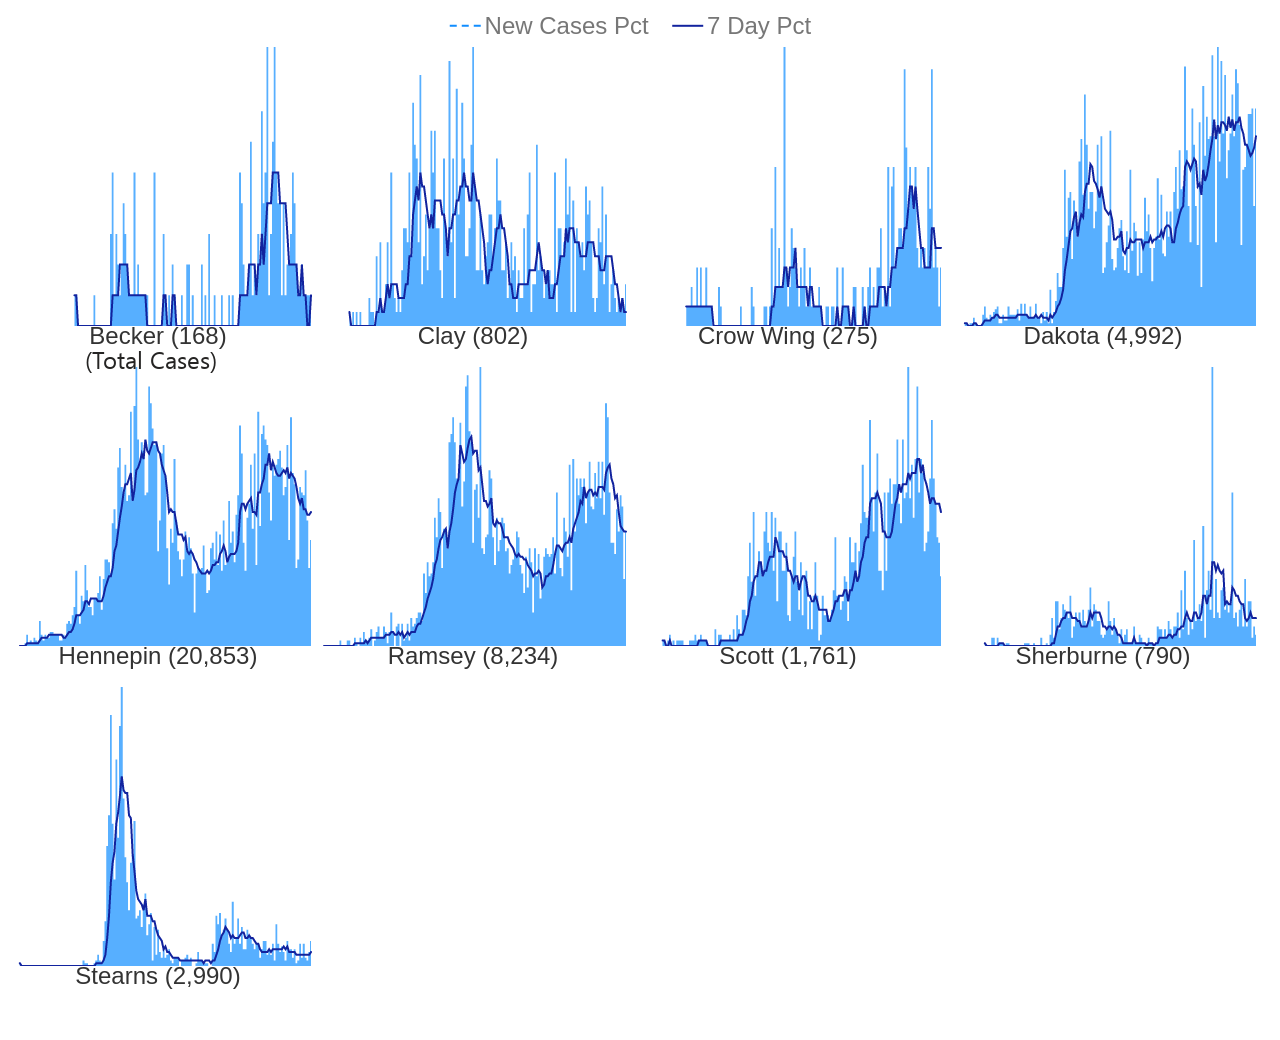 New Cases Pct 7 Day Pct
Becker (168) Clay (802) Crow Wing (275) Dakota (4,992)
(Total Cases)
Hennepin (20,853) Ramsey (8,234) Scott (1,761) Sherburne (790)
Stearns (2,990)